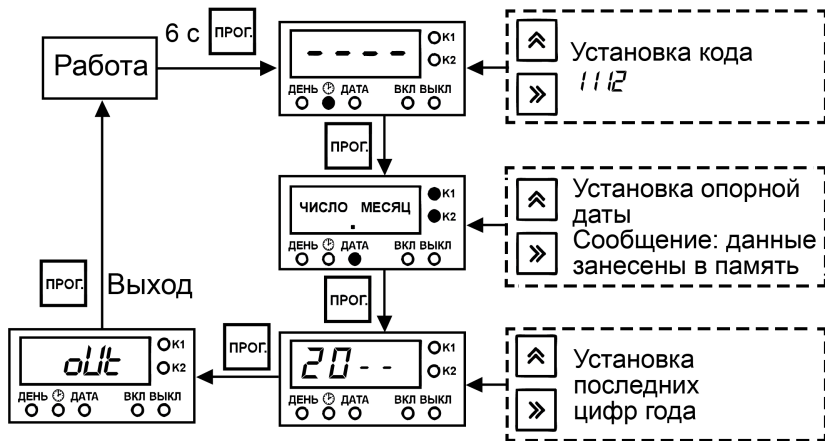 6 с ПРОГ.
Работа
- - - -
К1
К2
ДЕНЬ ДАТА ВКЛ ВЫКЛ
Установка кода
1112
ПРОГ.
ЧИСЛО . МЕСЯЦ
К1
К2
ДЕНЬ ДАТА ВКЛ ВЫКЛ
Установка опорной
даты
Сообщение: данные
занесены в память
ПРОГ.
ПРОГ. Выход
20--
К1
К2
ДЕНЬ ДАТА ВКЛ ВЫКЛ
Установка
последних
цифр года
ПРОГ.
oUt
К1
К2
ДЕНЬ ДАТА ВКЛ ВЫКЛ